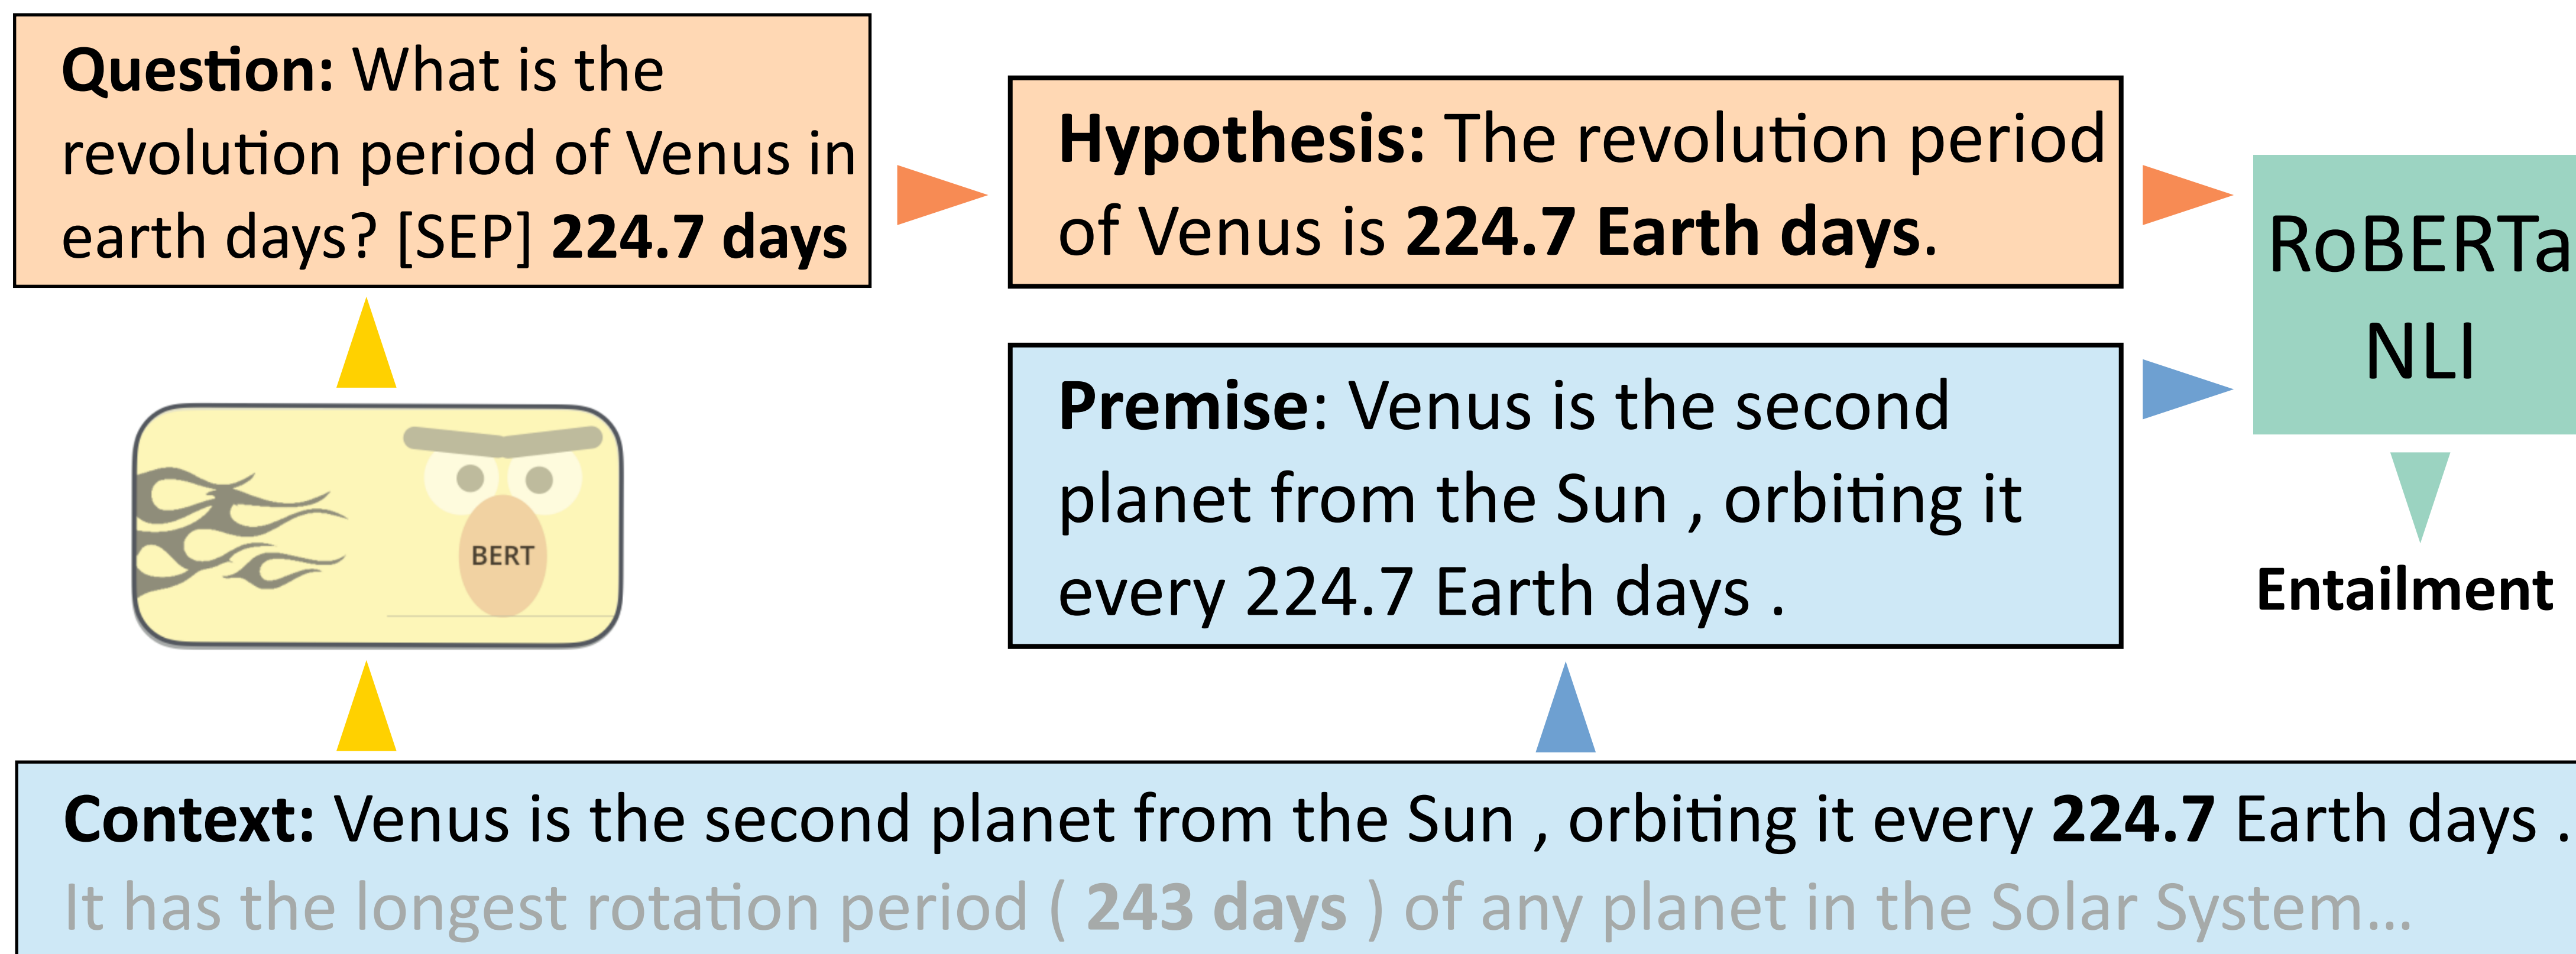 Question: What is the
revolution period of Venus in
earth days? [SEP] 224.7 days
Hypothesis: The revolution period
of Venus is 224.7 Earth days.
RoBERTa
NLI
Premise: Venus is the second
planet from the Sun , orbiting it
every 224.7 Earth days .
BERT
Entailment
Context: Venus is the second planet from the Sun , orbiting it every 224.7 Earth days .
It has the longest rotation period ( 243 days ) of any planet in the Solar System...